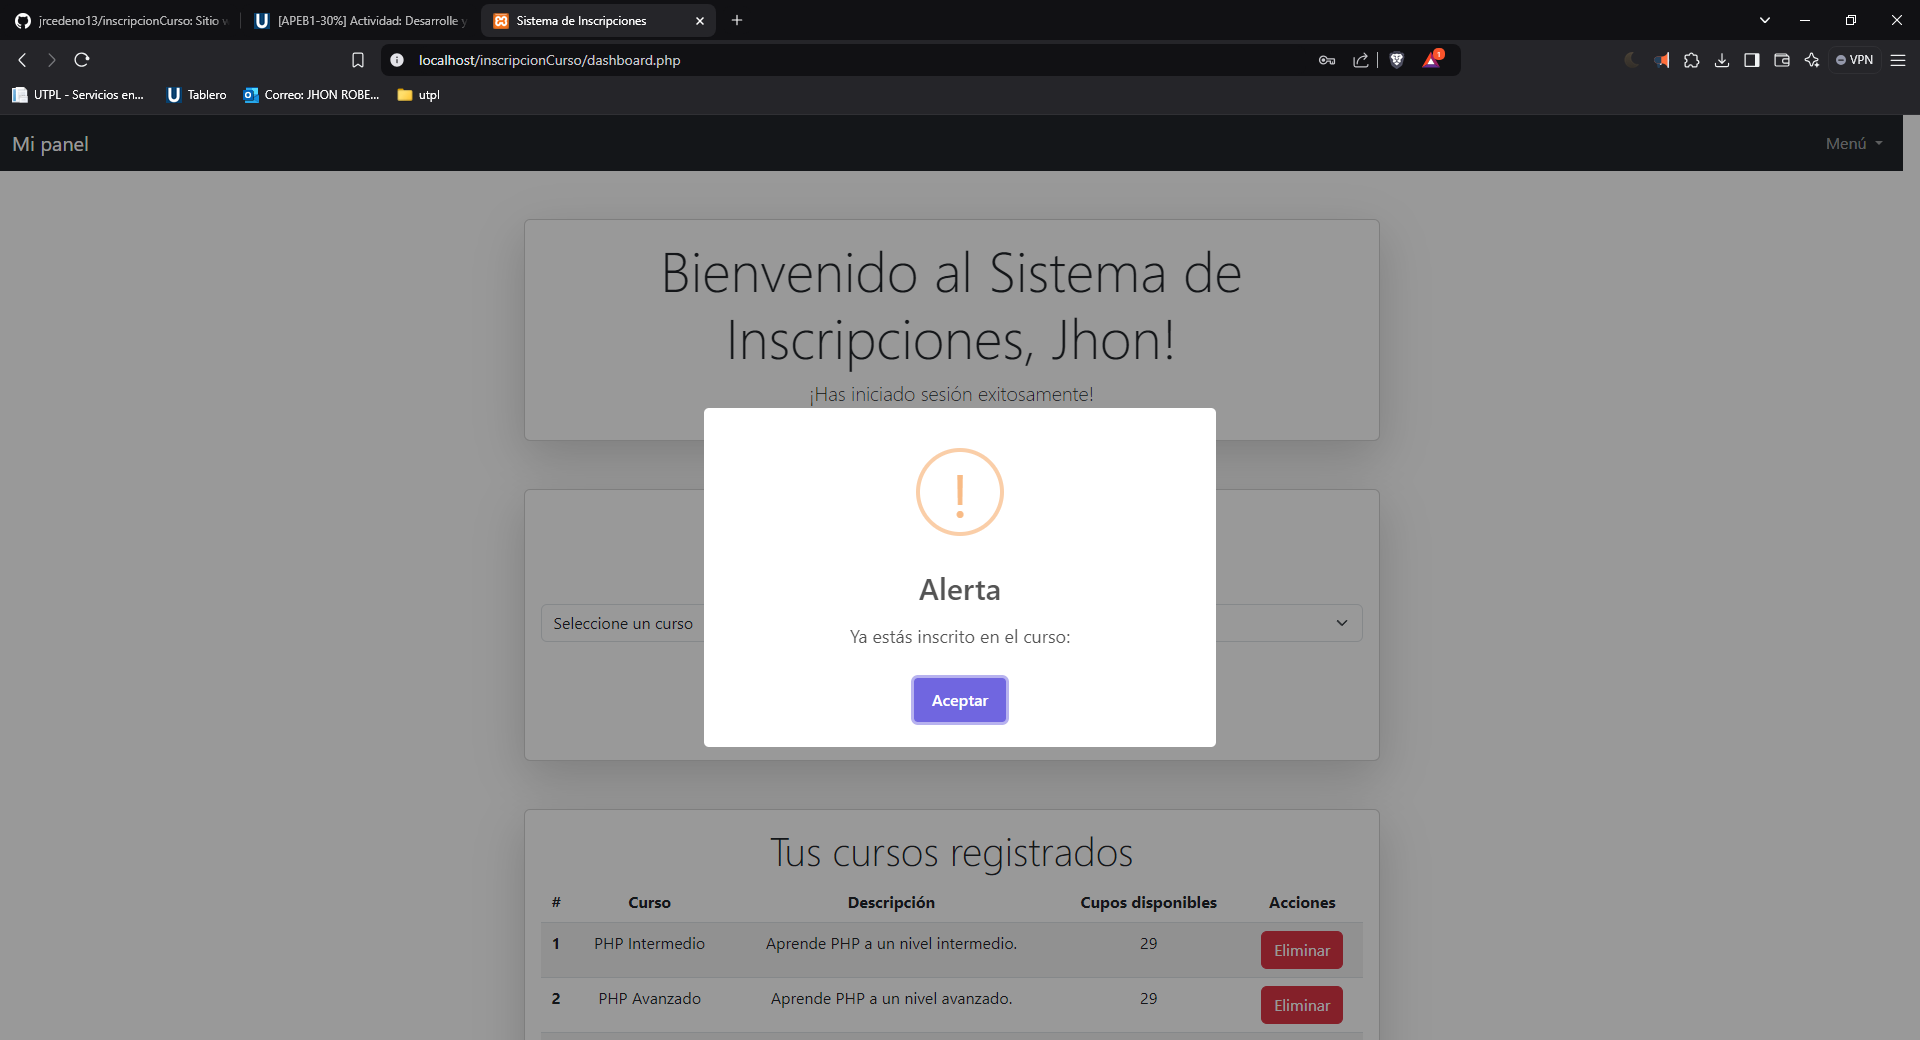 jrcedeno13/inscripcionCurso: Sitio w
[APEB1-30%] Actividad: Desarrolle y
Sistema de Inscripciones
localhost/inscripcionCurso/dashboard.php
1
VPN
UTPL - Servicios en...
Tablero
Correo: JHON ROBE...
utpl
Mi panel
Menú
Bienvenido al Sistema de
Inscripciones, Jhon!
¡Has iniciado sesión exitosamente!
!
Alerta
Seleccione un curso
Ya estás inscrito en el curso:
Aceptar
Tus cursos registrados
# Curso Descripción Cupos disponibles Acciones
1 PHP Intermedio Aprende PHP a un nivel intermedio. 29 Eliminar
2 PHP Avanzado Aprende PHP a un nivel avanzado. 29 Eliminar